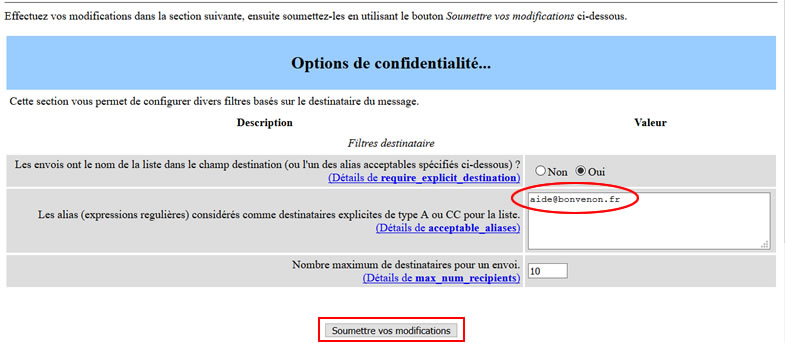 Effectuez vos modifications dans la section suivante, ensuite soumettez-les en utilisant le bouton Soumettre vos modifications ci-dessous.
Options de confidentialité...
Cette section vous permet de configurer divers filtres basés sur le destinataire du message.
Description Valeur
Filtres destinataire
Les envois ont le nom de la liste dans le champ destination (ou l'un des alias acceptables spécifiés ci-dessous) ?
(Détails de require_explicit_destination)
Non Oui
Les alias (expressions regulières) considérés comme destinataires explicites de type A ou CC pour la liste.
(Détails de acceptable_aliases)
aide@bonvenon.fr
Nombre maximum de destinataires pour un envoi.
(Détails de max_num_recipients)
10
Soumettre vos modifications